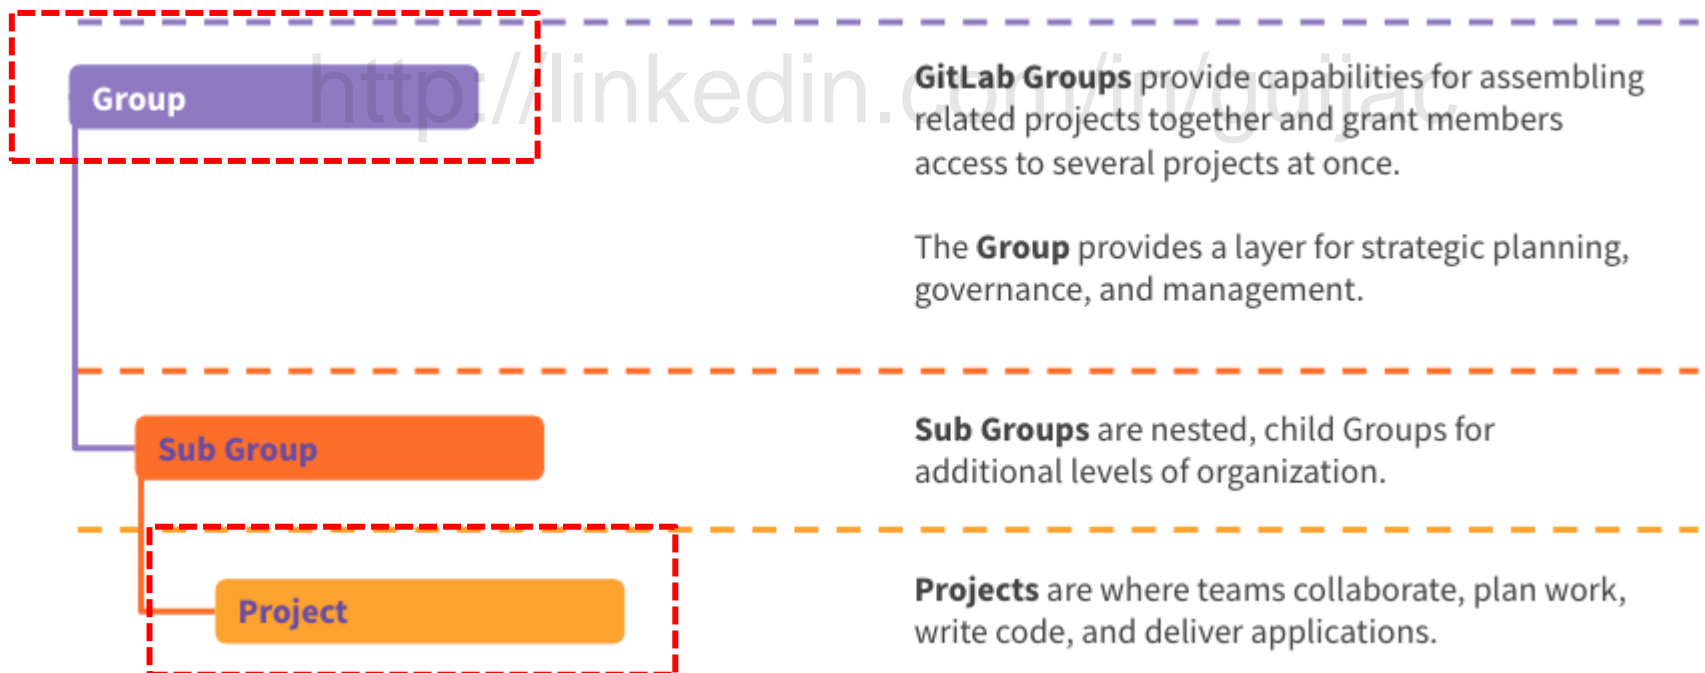 http://linkedin.com/in/guijac
Group
GitLab Groups provide capabilities for assembling
related projects together and grant members
access to several projects at once.
The Group provides a layer for strategic planning,
governance, and management.
Sub Group
Sub Groups are nested, child Groups for
additional levels of organization.
Project
Projects are where teams collaborate, plan work,
write code, and deliver applications.